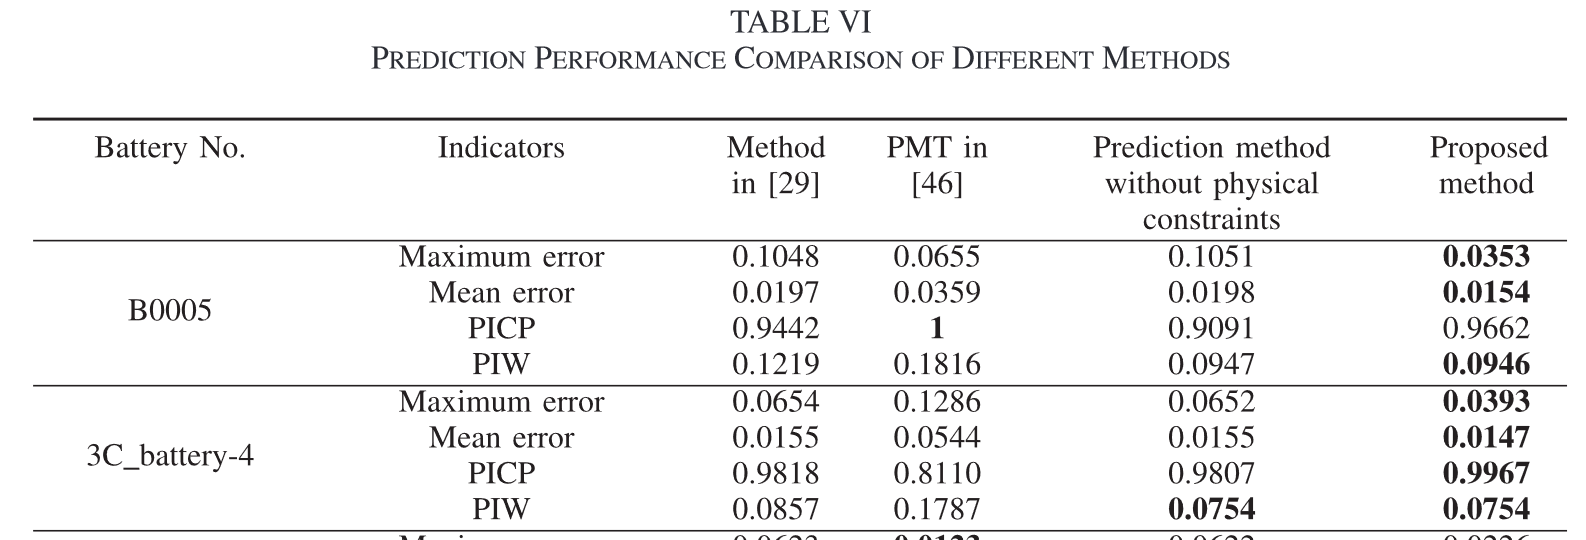 TABLE VI
PREDICTION PERFORMANCE COMPARISON OF DIFFERENT METHODS
Battery No. Indicators Method in [29] PMT in [46] Prediction method without physical constraints Proposed method
B0005
Maximum error 0.1048 0.0655 0.1051 0.0353
Mean error 0.0197 0.0359 0.0198 0.0154
PICP 0.9442 1 0.9091 0.9662
PIW 0.1219 0.1816 0.0947 0.0946
3C_battery-4
Maximum error 0.0654 0.1286 0.0652 0.0393
Mean error 0.0155 0.0544 0.0155 0.0147
PICP 0.9818 0.8110 0.9807 0.9967
PIW 0.0857 0.1787 0.0754 0.0754